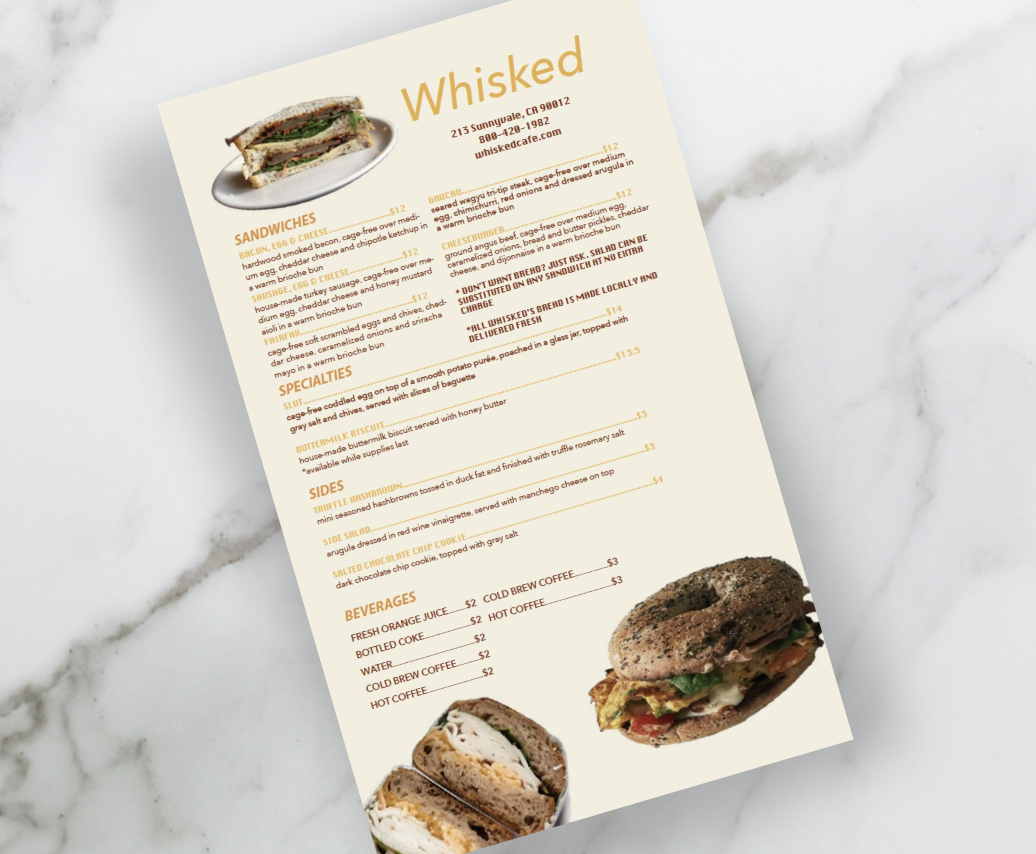 Whisked
213 Sunnyvale, CA 90012
800-420-1982
whiskedcafe.com
SANDWICHES
BACON, EGG & CHEESE...........................$12
hardwood smoked bacon, cage-free over medi-
um egg, cheddar cheese and chipotle ketchup in
a warm brioche bun
SAUSAGE, EGG & CHEESE........................$12
house-made turkey sausage, cage-free over me-
dium egg, cheddar cheese and honey mustard
aioli in a warm brioche bun
FAIRFAX................................................$12
cage-free soft scrambled eggs and chives, ched-
dar cheese, caramelized onions and sriracha
mayo in a warm brioche bun
GAUCHO................................................$12
seared wagyu tri-tip steak, cage-free over medium
egg, chimichurri, red onions and dressed arugula in
a warm brioche bun
CHEESEBURGER........................................$12
ground angus beef, cage-free over medium egg,
caramelized onions, bread and butter pickles, cheddar
cheese, and dijonnaise in a warm brioche bun
* DON'T WANT BREAD? JUST ASK, SALAD CAN BE
SUBSTITUTED ON ANY SANDWICH AT NO EXTRA
CHARGE
*ALL WHISKED'S BREAD IS MADE LOCALLY AND
DELIVERED FRESH
SPECIALTIES
SLUT................................................$14
cage-free coddled egg on top of a smooth potato purée, poached in a glass jar, topped with
gray salt and chives, served with slices of baguette
BUTTERMILK BISCUIT................................................$13.5
house-made buttermilk biscuit served with honey butter
*available while supplies last
SIDES
TRUFFLE HASHBROWN................................................$3
mini seasoned hashbrowns tossed in duck fat and finished with truffle rosemary salt
SIDE SALAD................................................$3
arugula dressed in red wine vinaigrette, served with manchego cheese on top
SALTED CHOCOLATE CHIP COOKIE................................................$4
dark chocolate chip cookie, topped with gray salt
BEVERAGES
FRESH ORANGE JUICE........$2
BOTTLED COKE................$2
WATER...........................$2
COLD BREW COFFEE........$2
HOT COFFEE...................$2
COLD BREW COFFEE............$3
HOT COFFEE.......................$3